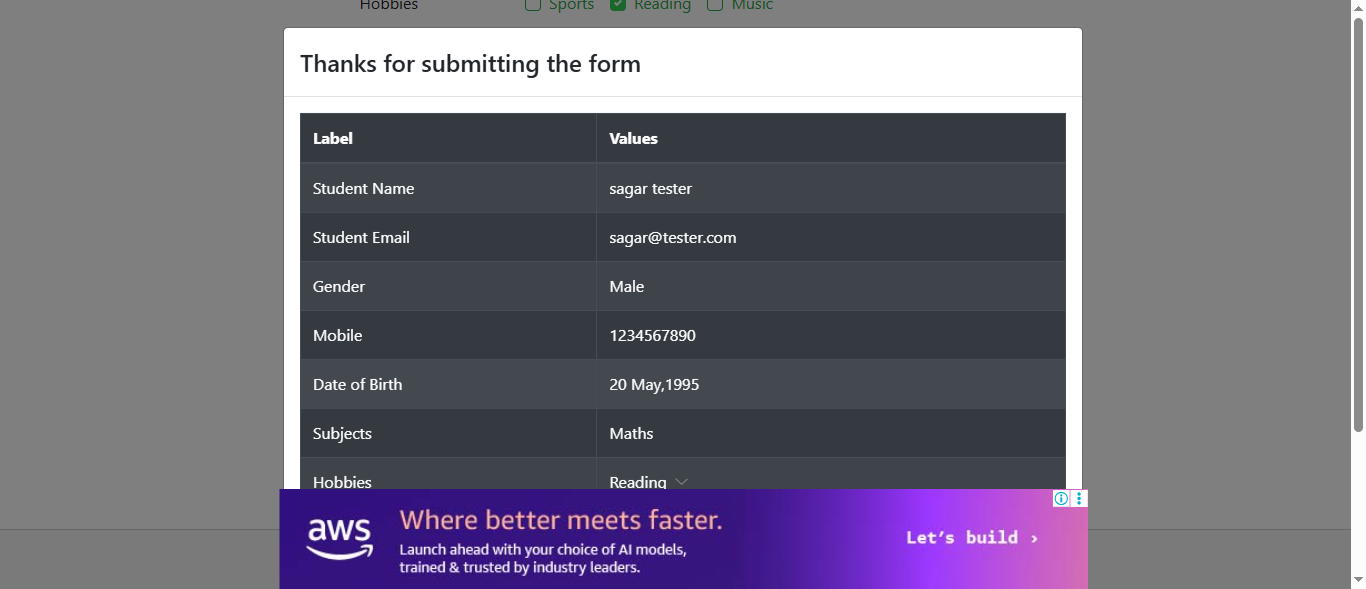 Hobbies Sports Reading Music
Thanks for submitting the form
Label Values
Student Name sagar tester
Student Email sagar@tester.com
Gender Male
Mobile 1234567890
Date of Birth 20 May,1995
Subjects Maths
Hobbies Reading
aws
Where better meets faster.
Launch ahead with your choice of AI models,
trained & trusted by industry leaders.
Let's build ›